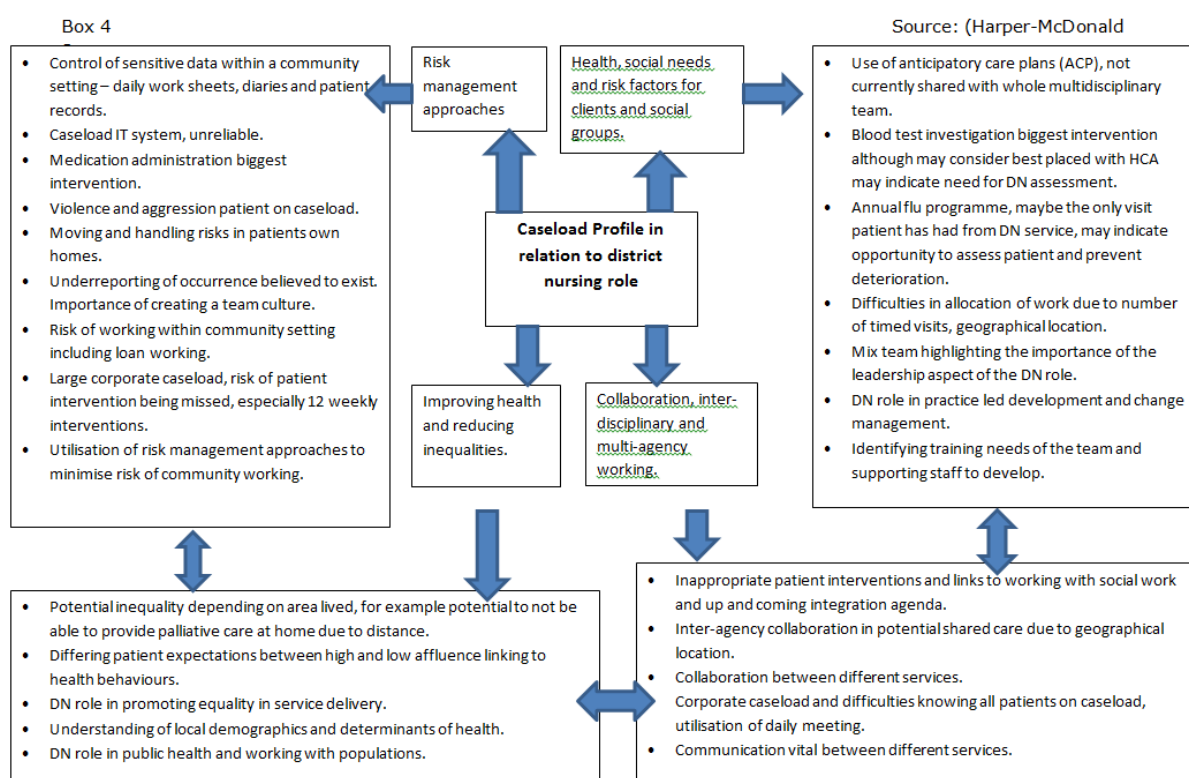 Box 4
Source: (Harper-McDonald
• Control of sensitive data within a community
setting – daily work sheets, diaries and patient
records.
• Caseload IT system, unreliable.
• Medication administration biggest
intervention.
• Violence and aggression patient on caseload.
• Moving and handling risks in patients own
homes.
• Underreporting of occurrence believed to exist.
Importance of creating a team culture.
• Risk of working within community setting
including loan working.
• Large corporate caseload, risk of patient
intervention being missed, especially 12 weekly
interventions.
• Utilisation of risk management approaches to
minimise risk of community working.
Risk
management
approaches
Health, social needs
and risk factors for
clients and social
groups.
• Use of anticipatory care plans (ACP), not
currently shared with whole multidisciplinary
team.
• Blood test investigation biggest intervention
although may consider best placed with HCA
may indicate need for DN assessment.
• Annual flu programme, maybe the only visit
patient has had from DN service, may indicate
opportunity to assess patient and prevent
deterioration.
• Difficulties in allocation of work due to number
of timed visits, geographical location.
• Mix team highlighting the importance of the
leadership aspect of the DN role.
• DN role in practice led development and change
management.
• Identifying training needs of the team and
supporting staff to develop.
Caseload Profile in
relation to district
nursing role
Improving health
and reducing
inequalities.
Collaboration, inter-
disciplinary and
multi-agency
working.
• Potential inequality depending on area lived, for example potential to not be
able to provide palliative care at home due to distance.
• Differing patient expectations between high and low affluence linking to
health behaviours.
• DN role in promoting equality in service delivery.
• Understanding of local demographics and determinants of health.
• DN role in public health and working with populations.
• Inappropriate patient interventions and links to working with social work
and up and coming integration agenda.
• Inter-agency collaboration in potential shared care due to geographical
location.
• Collaboration between different services.
• Corporate caseload and difficulties knowing all patients on caseload,
utilisation of daily meeting.
• Communication vital between different services.